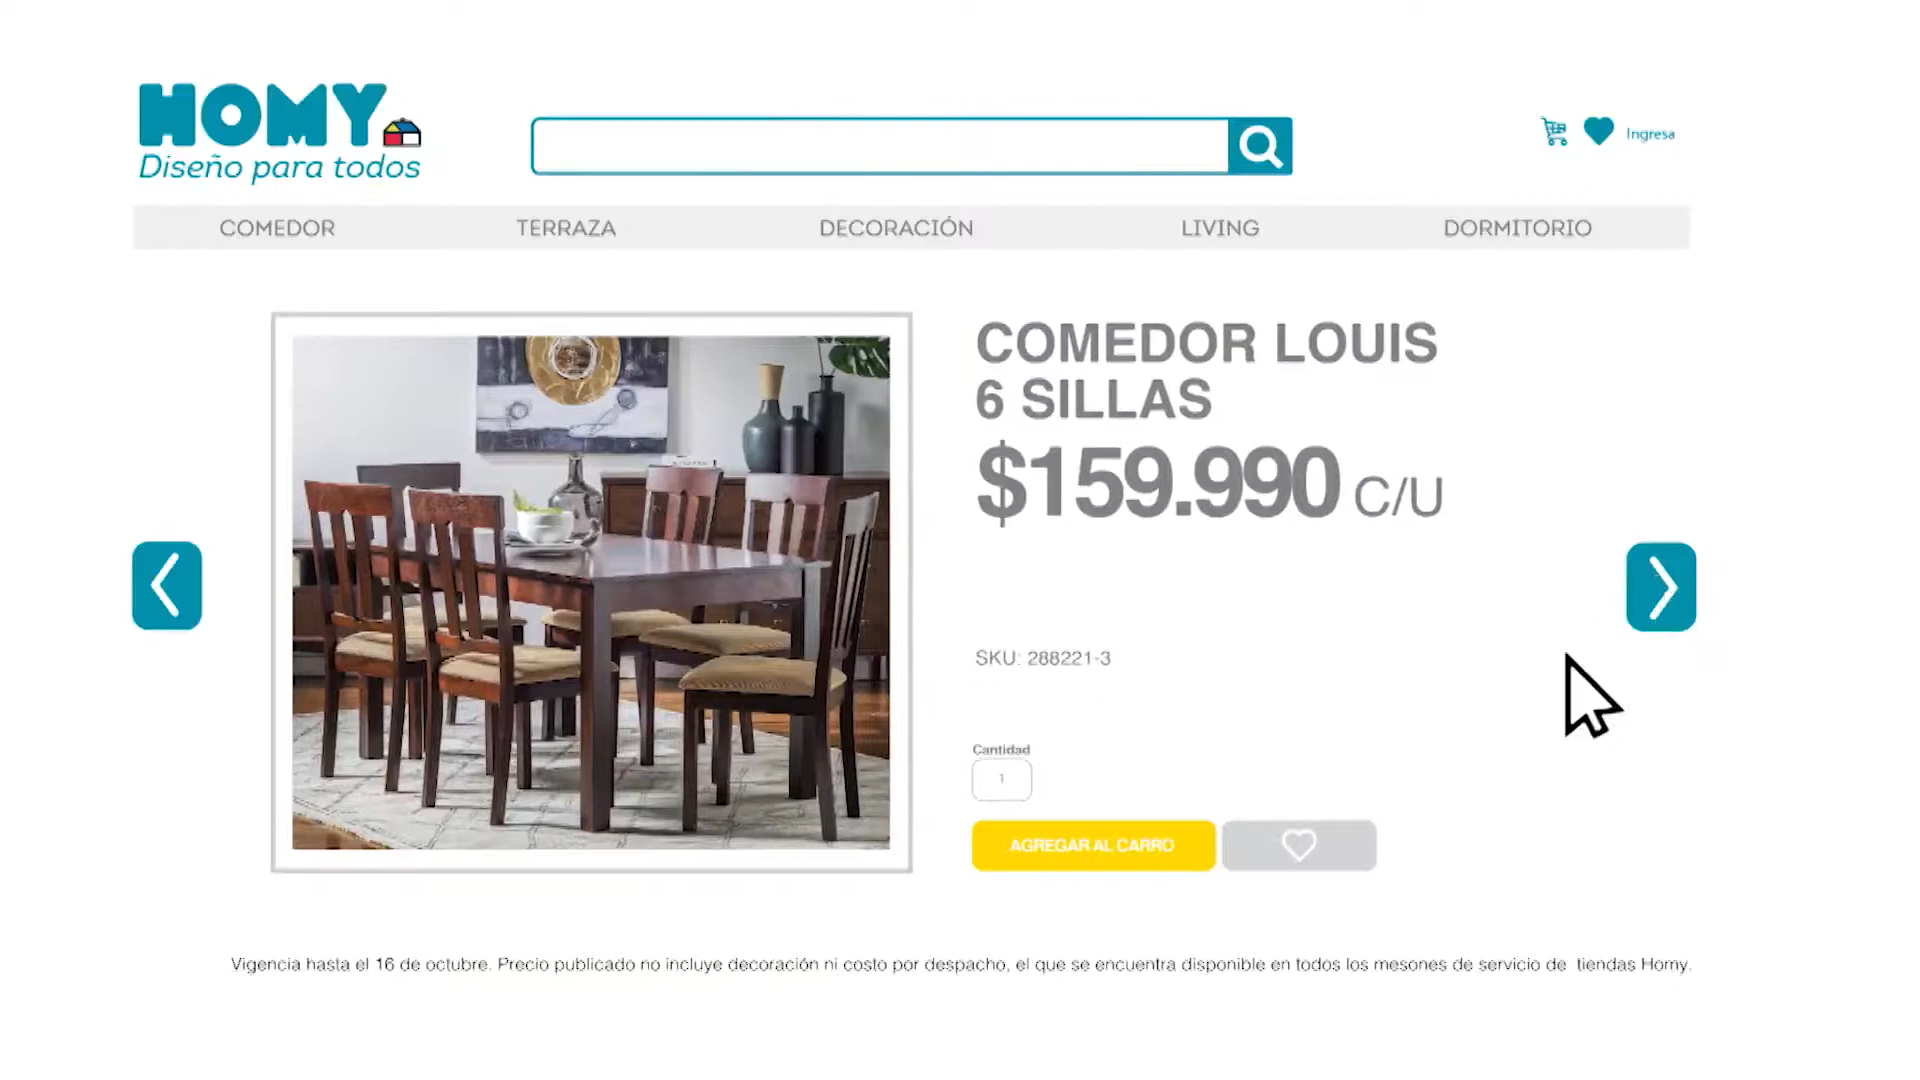 HOMY
Diseño para todos
Ingresa
COMEDOR TERRAZA DECORACIÓN LIVING DORMITORIO
COMEDOR LOUIS
6 SILLAS
$159.990 C/U
SKU: 288221-3
Cantidad
1
AGREGAR AL CARRO
Vigencia hasta el 16 de octubre. Precio publicado no incluye decoración ni costo por despacho, el que se encuentra disponible en todos los mesones de servicio de tiendas Homy.